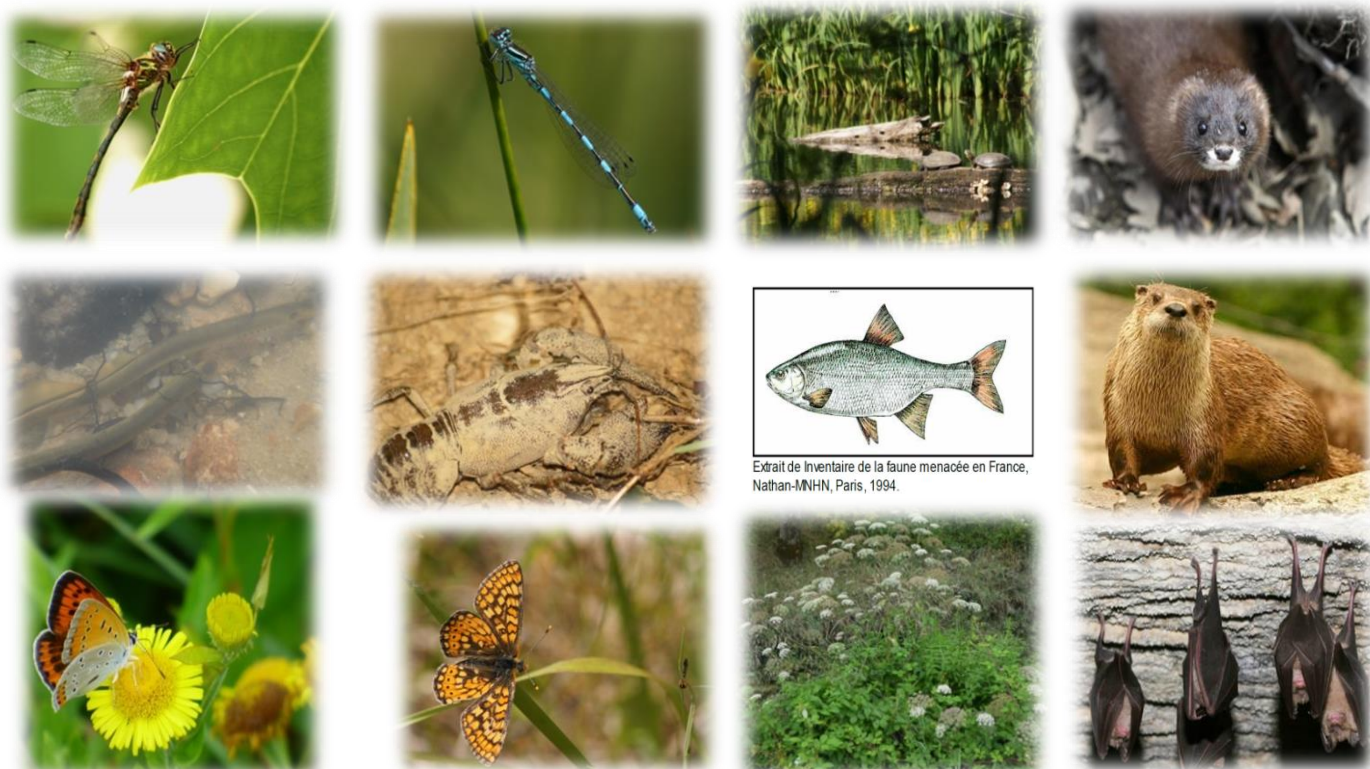 Extrait de Inventaire de la faune menacée en France,
Nathan-MNHN, Paris, 1994.